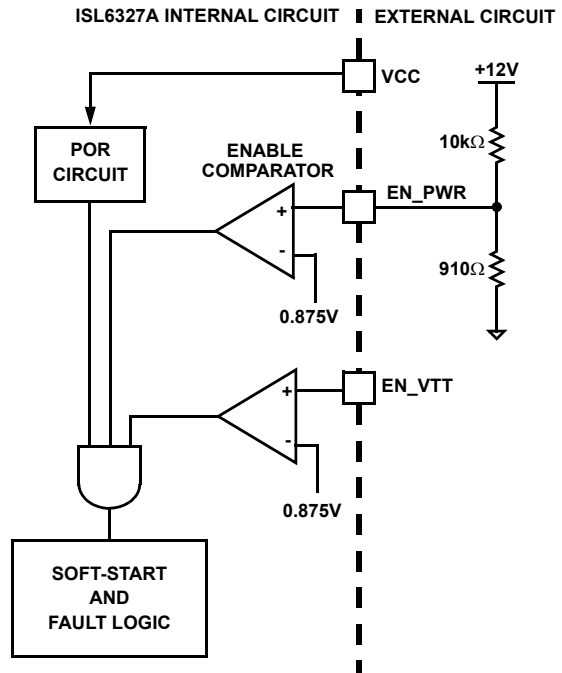 ISL6327A INTERNAL CIRCUIT
EXTERNAL CIRCUIT
VCC
+12V
10kΩ
POR
CIRCUIT
ENABLE
COMPARATOR
+
-
EN_PWR
910Ω
0.875V
+
-
EN_VTT
0.875V
SOFT-START
AND
FAULT LOGIC